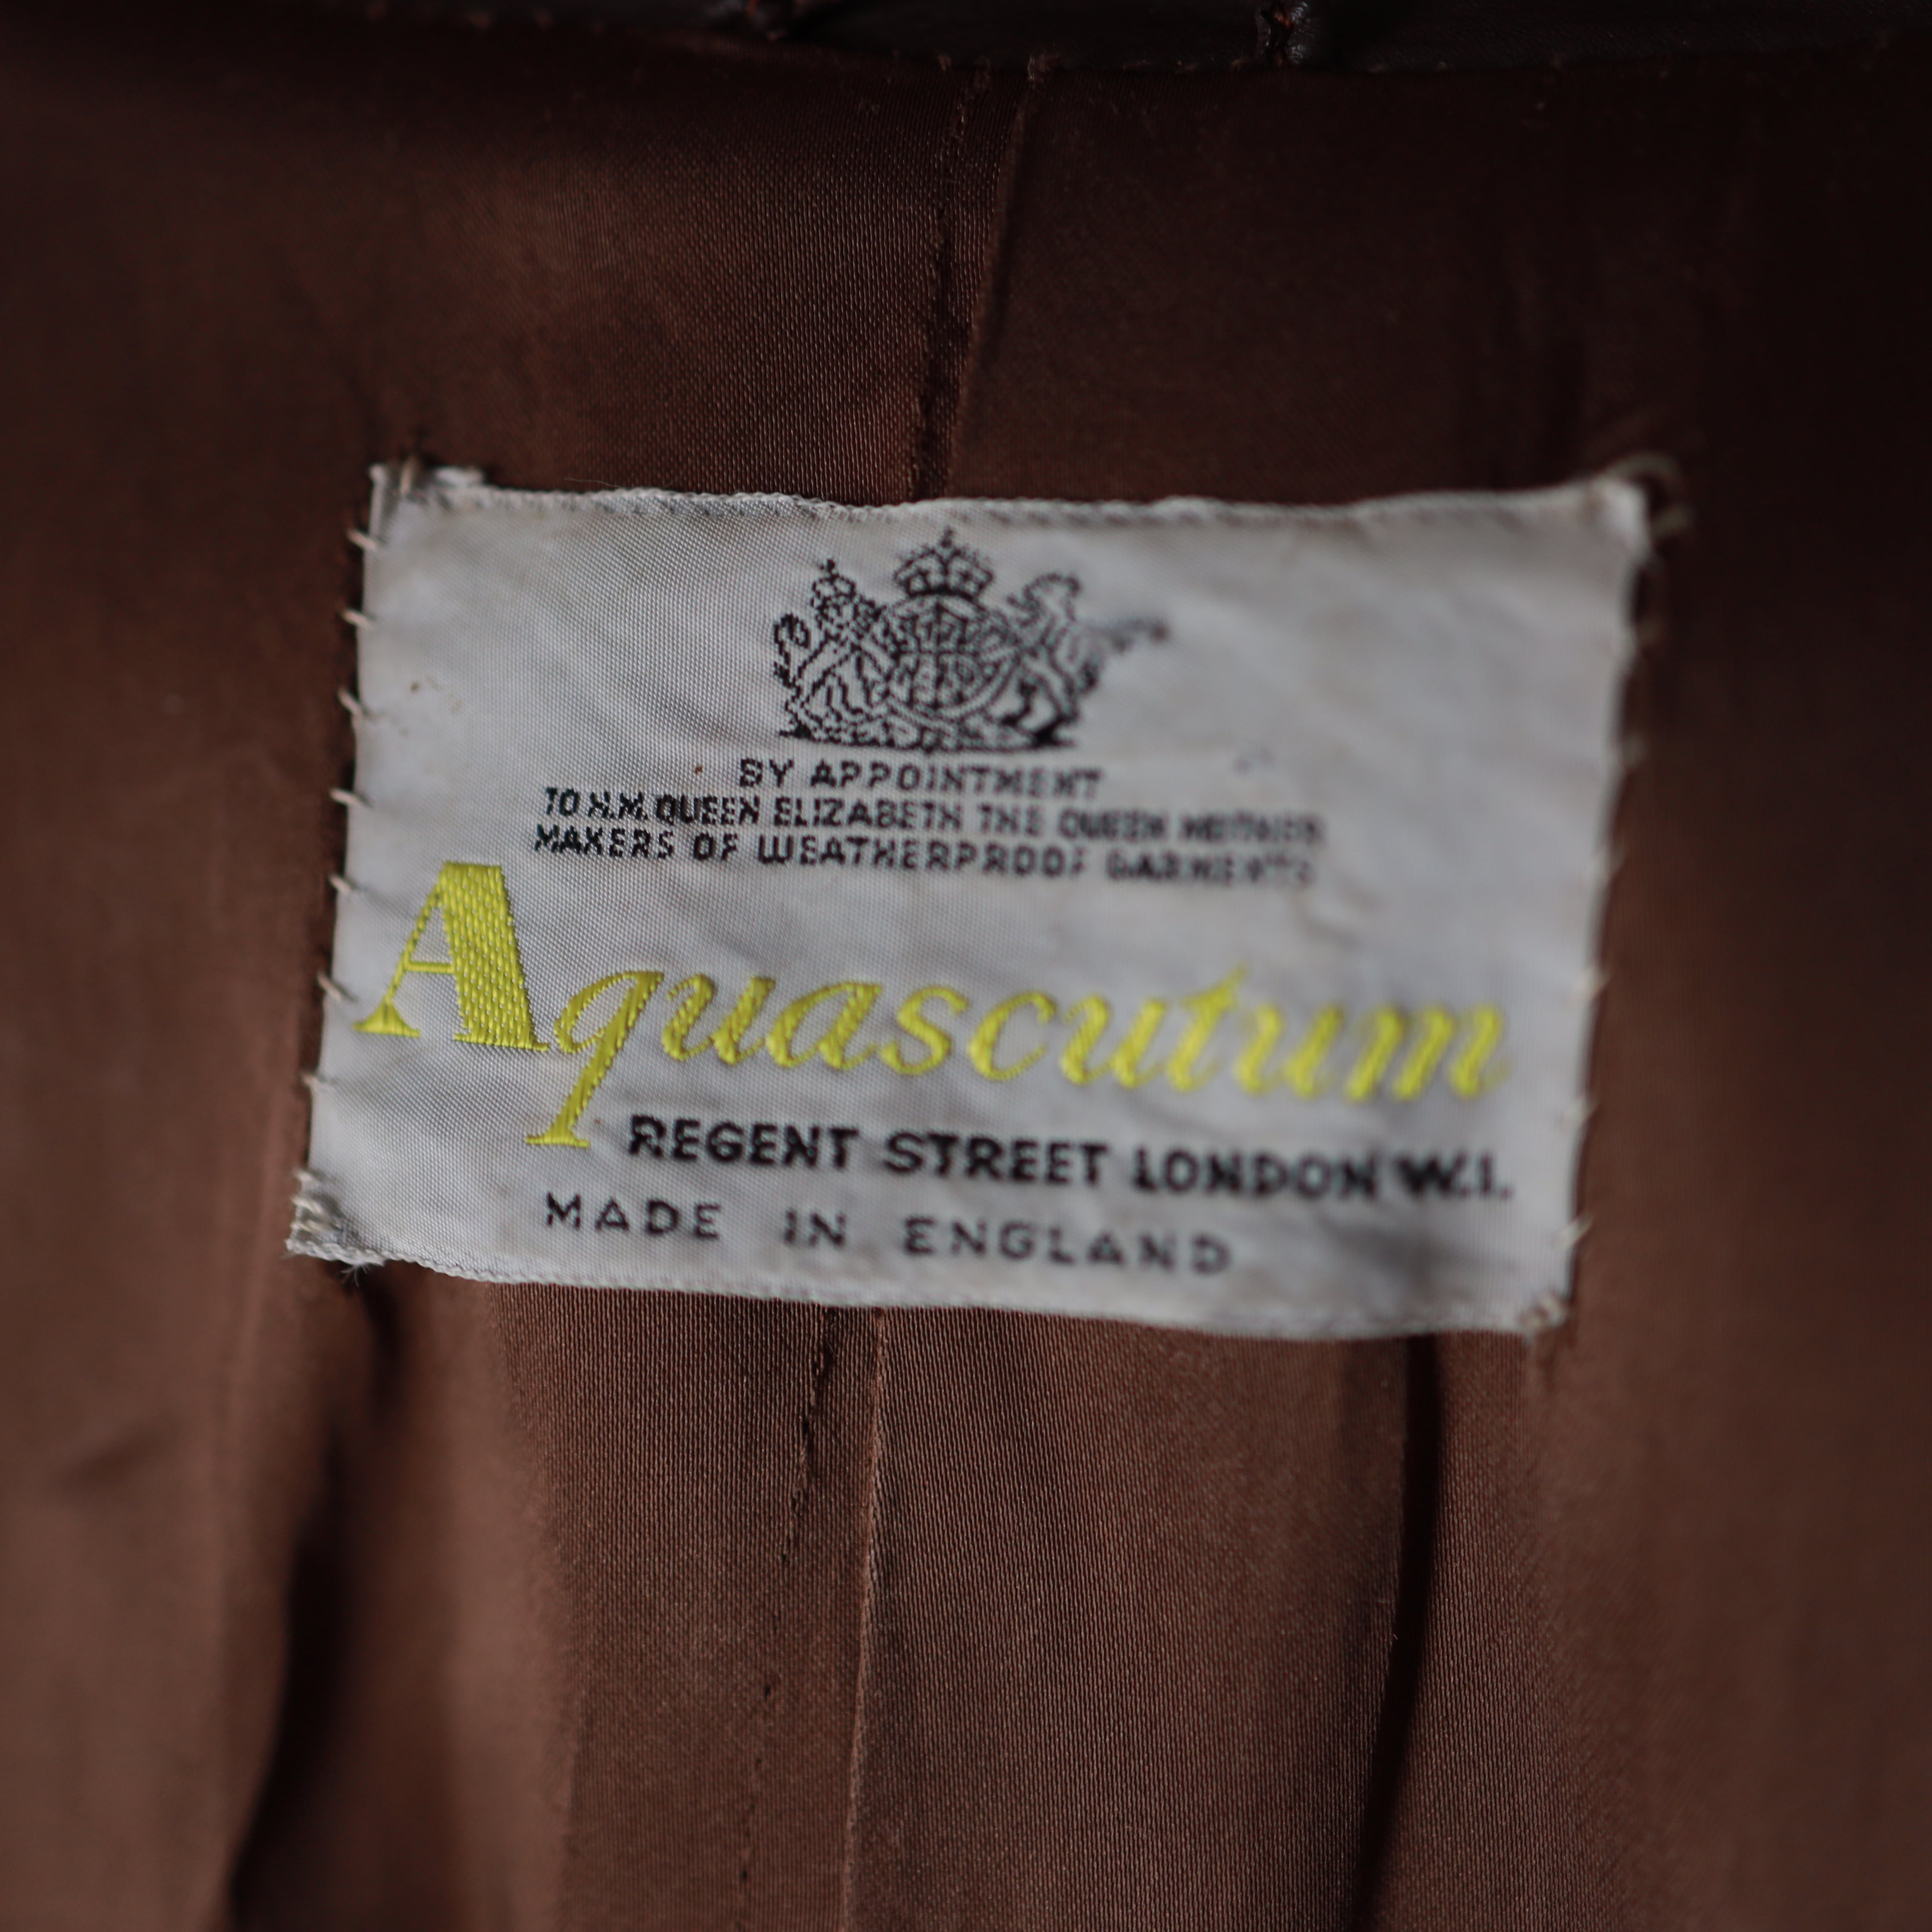 BY APPOINTMENT
TO H.M. QUEEN ELIZABETH THE QUEEN MOTHER
MAKERS OF WEATHERPROOF GARMENTS
Aquascutum
REGENT STREET LONDON W.1.
MADE IN ENGLAND